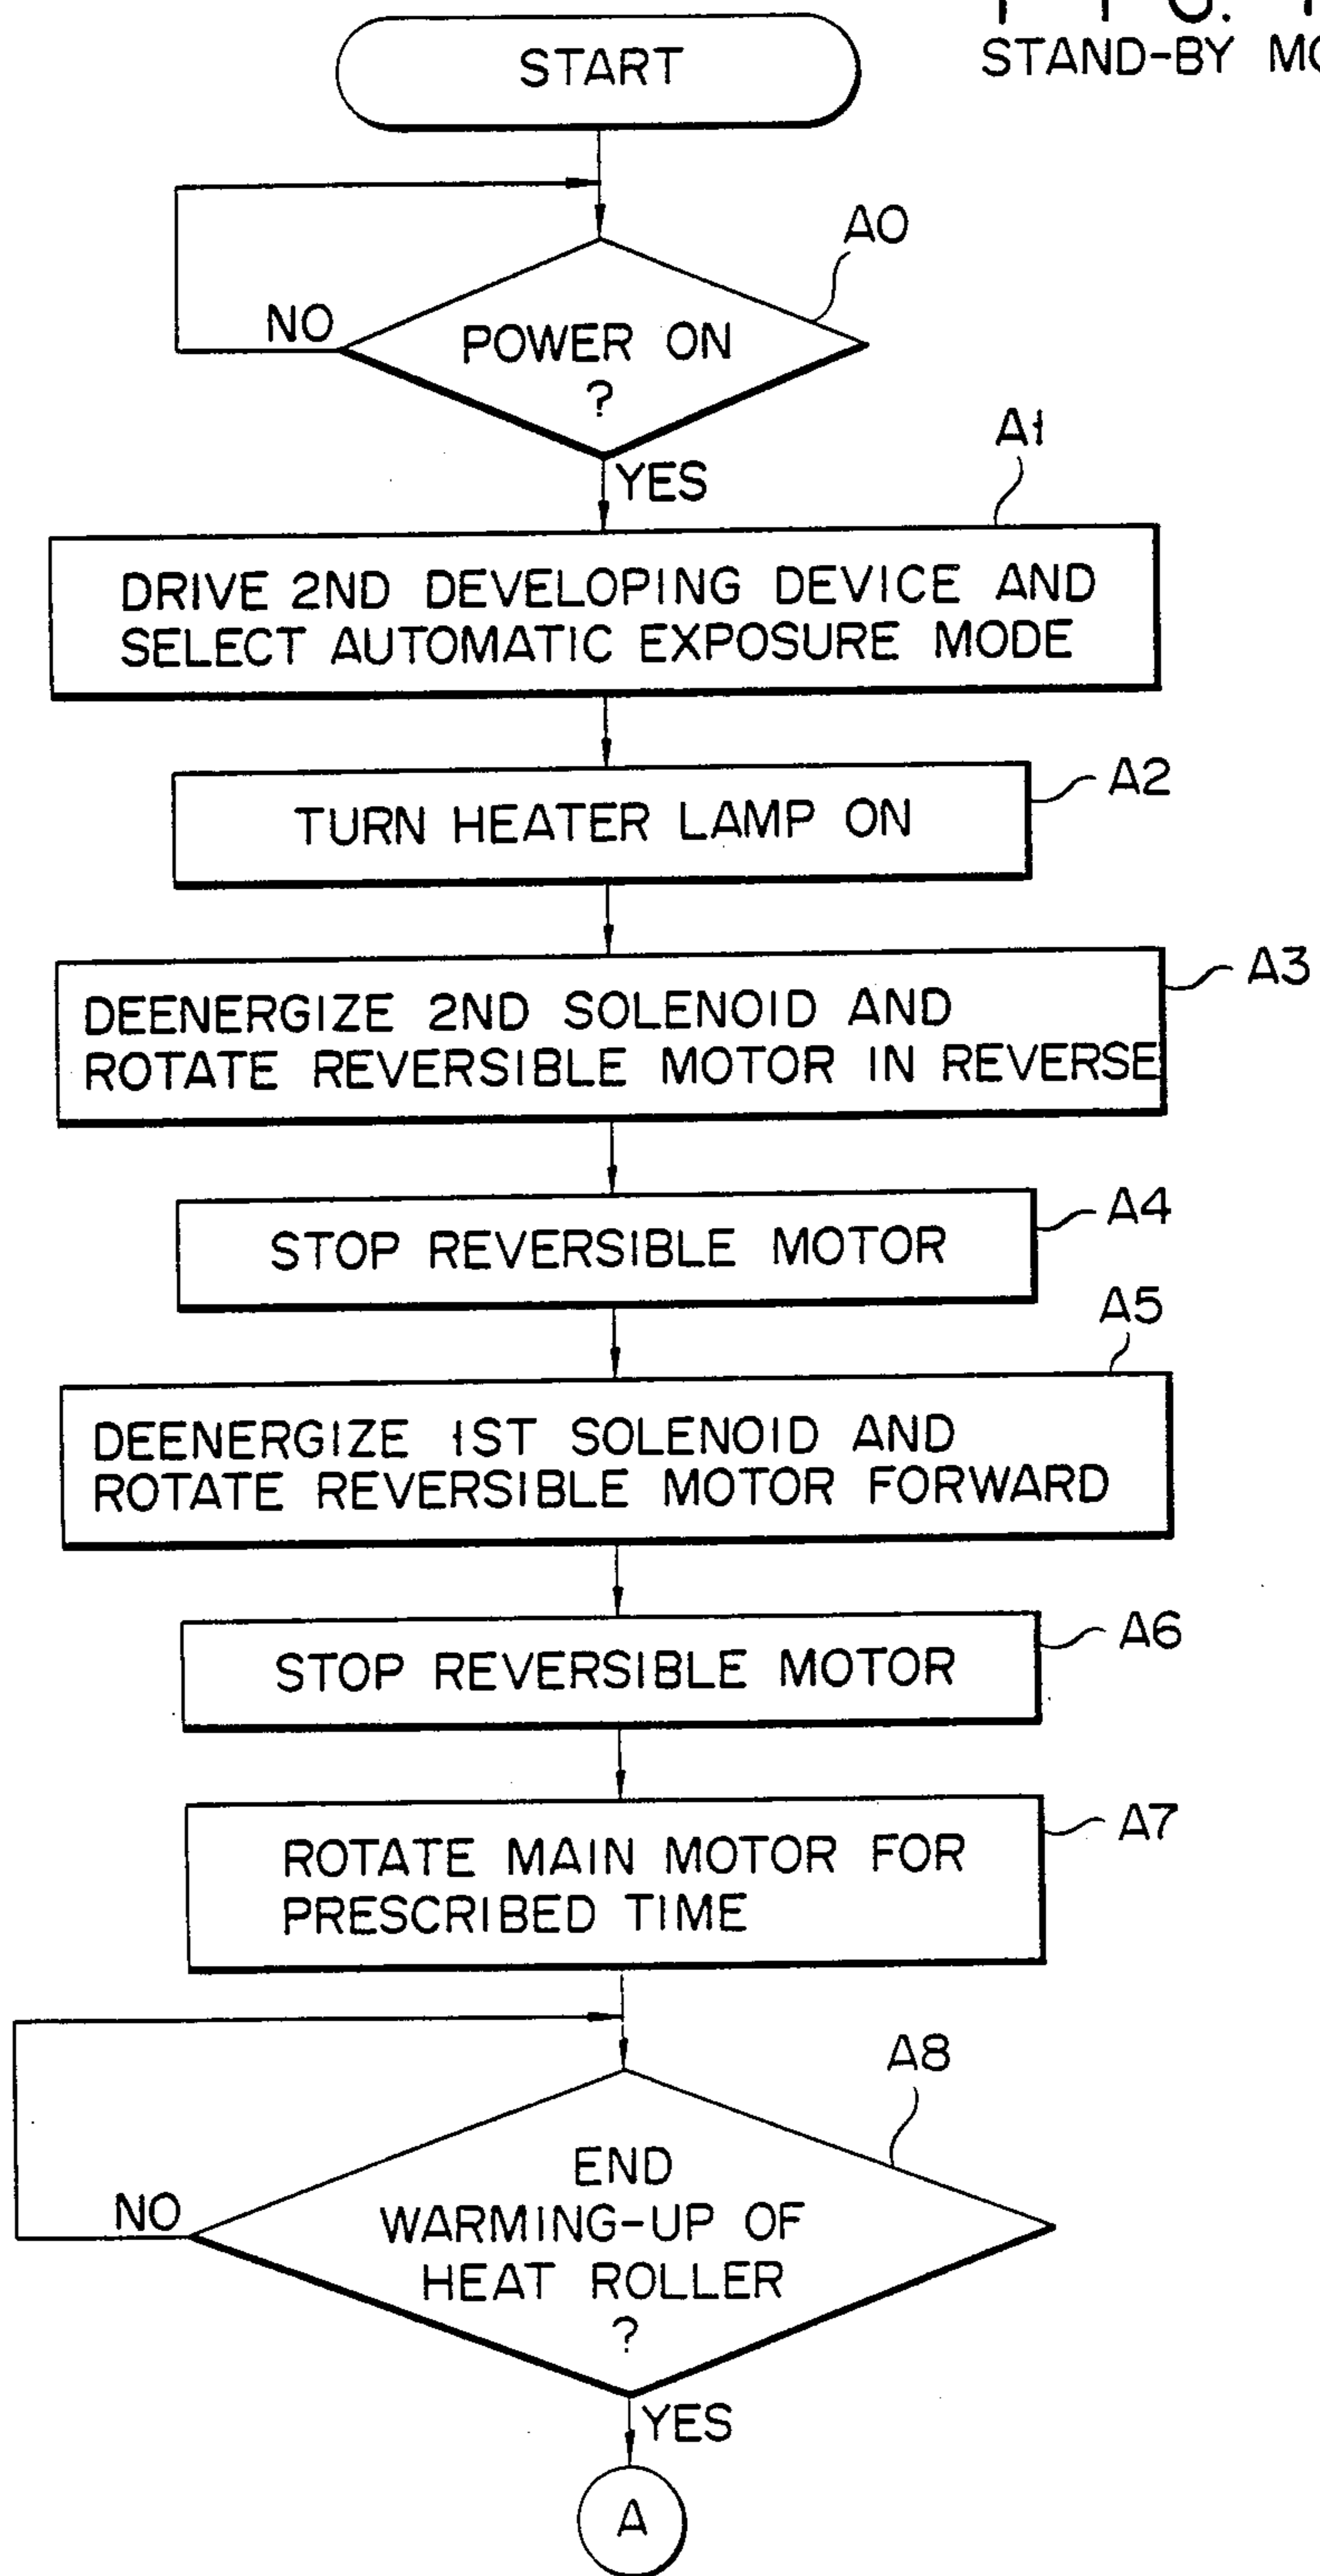 STAND-BY
START
A0
NO
POWER ON
?
YES
A1
DRIVE 2ND DEVELOPING DEVICE AND
SELECT AUTOMATIC EXPOSURE MODE
A2
TURN HEATER LAMP ON
A3
DEENERGIZE 2ND SOLENOID AND
ROTATE REVERSIBLE MOTOR IN REVERSE
A4
STOP REVERSIBLE MOTOR
A5
DEENERGIZE 1ST SOLENOID AND
ROTATE REVERSIBLE MOTOR FORWARD
A6
STOP REVERSIBLE MOTOR
A7
ROTATE MAIN MOTOR FOR
PRESCRIBED TIME
A8
NO
END
WARMING-UP OF
HEAT ROLLER
?
YES
A